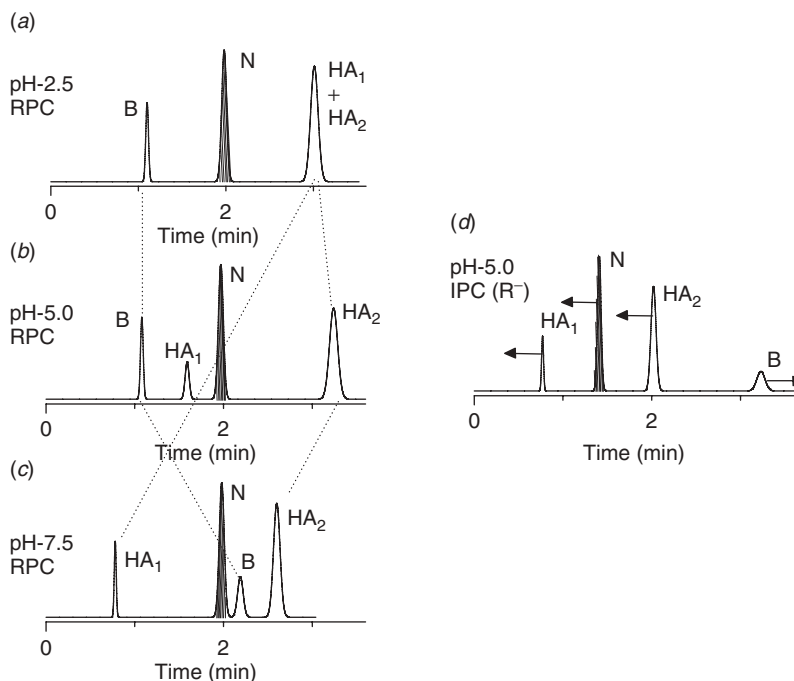 (a)
pH-2.5
RPC
B
N
HA₁
+
HA₂
0
2
Time (min)
(b)
pH-5.0
RPC
B
HA₁
N
HA₂
0
2
Time (min)
(c)
pH-7.5
RPC
HA₁
N
B
HA₂
0
2
Time (min)
(d)
pH-5.0
IPC (R⁻)
HA₁
N
HA₂
B
0
2
Time (min)